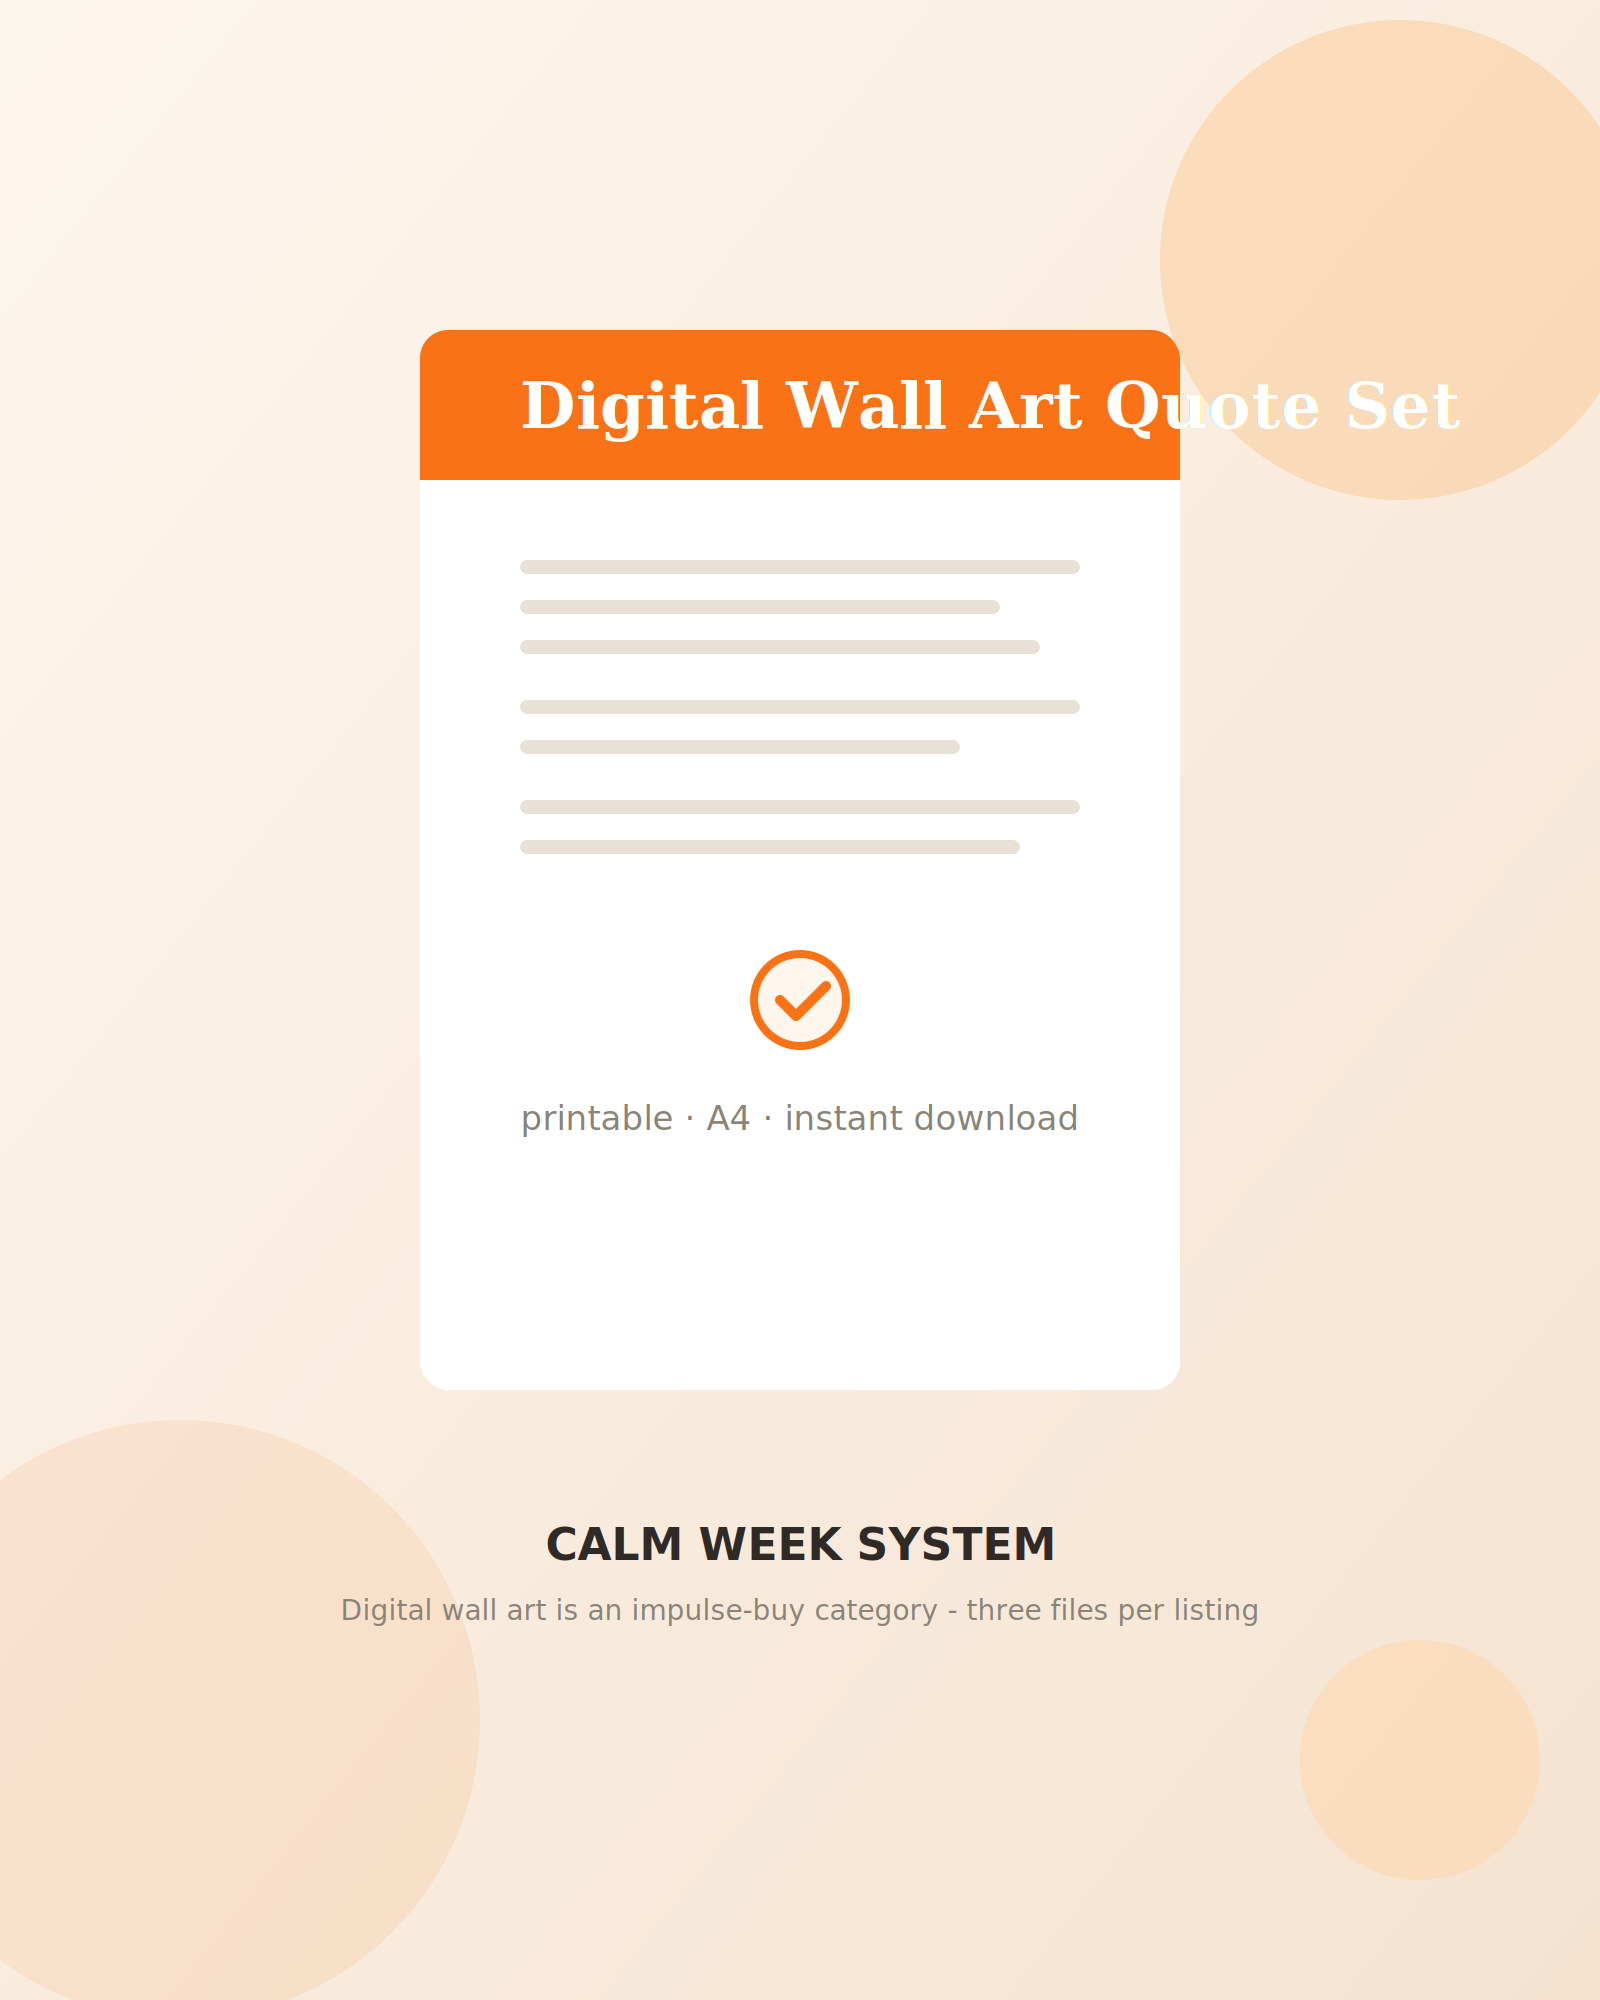 Digital Wall Art Quote Set
printable · A4 · instant download
CALM WEEK SYSTEM
Digital wall art is an impulse-buy category - three files per listing